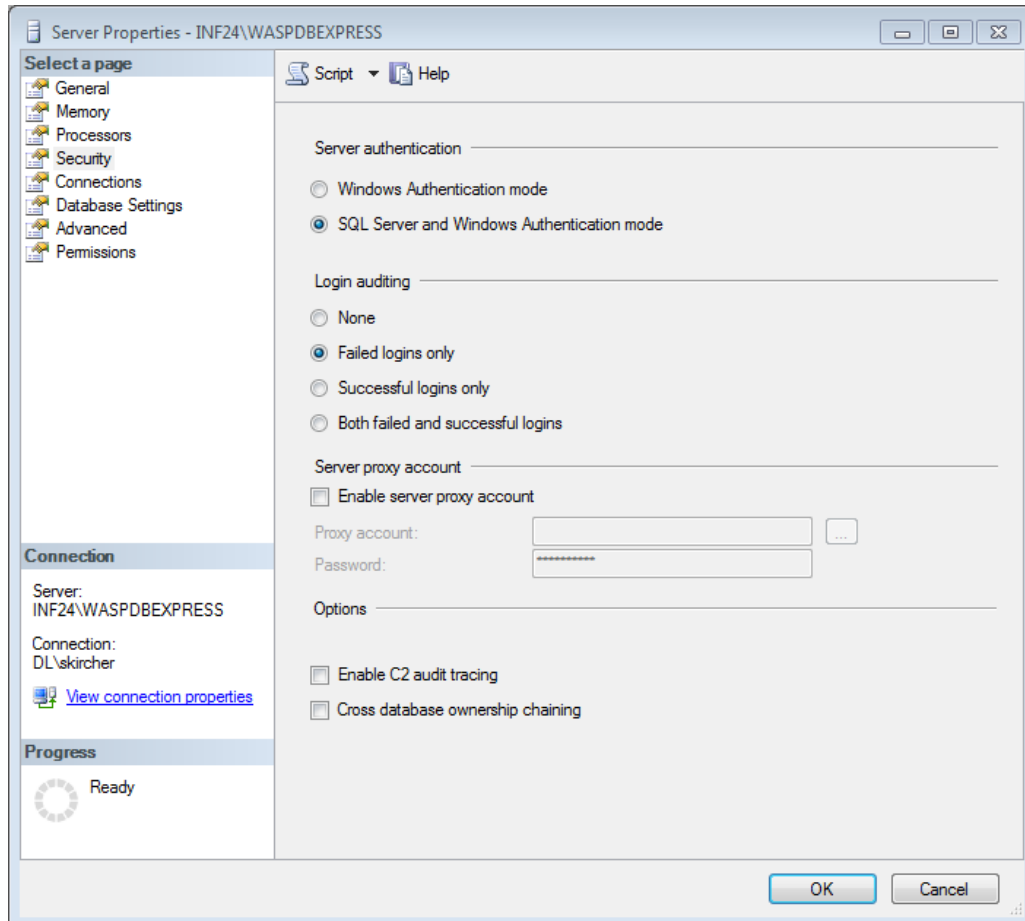 Server Properties - INF24\WASPDBEXPRESS
Select a page
General
Memory
Processors
Security
Connections
Database Settings
Advanced
Permissions
Script
Help
Server authentication
Windows Authentication mode
SQL Server and Windows Authentication mode
Login auditing
None
Failed logins only
Successful logins only
Both failed and successful logins
Server proxy account
Enable server proxy account
Proxy account:
...
Password:
**********
Options
Enable C2 audit tracing
Cross database ownership chaining
Connection
Server:
INF24\WASPDBEXPRESS
Connection:
DL\skircher
View connection properties
Progress
Ready
OK
Cancel